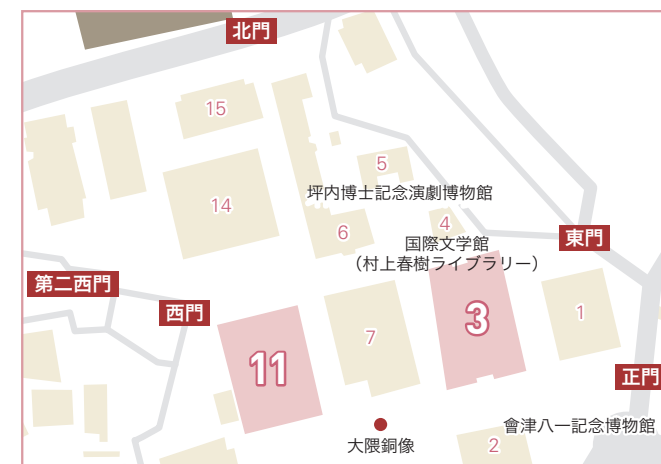 北門
15
5
坪内博士記念演劇博物館
14
6
4
国際文学館
（村上春樹ライブラリー）
東門
第二西門
西門
11
7
3
1
正門
大隈銅像
會津八一記念博物館
2